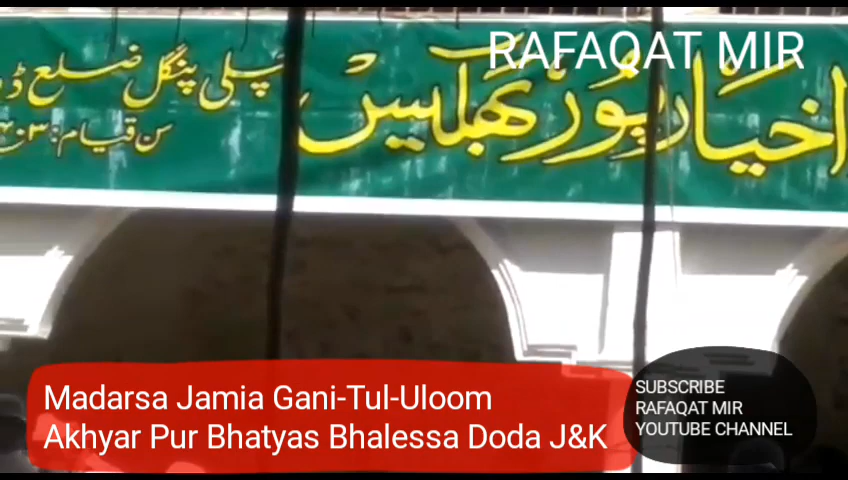 RAFAQAT MIR
اخیار پور بھلیس
پلی پنگل ضلع
سن قیام:
Madarsa Jamia Gani-Tul-Uloom
Akhyar Pur Bhatyas Bhalessa Doda J&K
SUBSCRIBE
RAFAQAT MIR
YOUTUBE CHANNEL